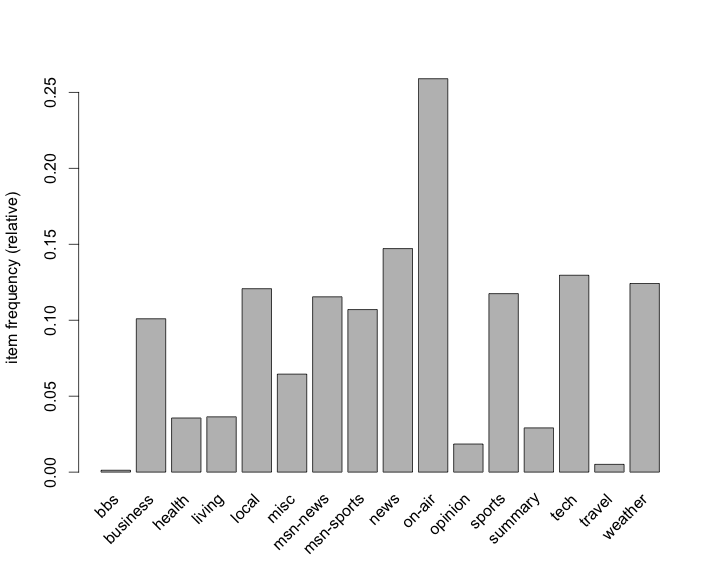 item frequency (relative)
0.25
0.20
0.15
0.10
0.05
0.00
bbs
business
health
living
local
misc
msn-news
msn-sports
news
on-air
opinion
sports
summary
tech
travel
weather